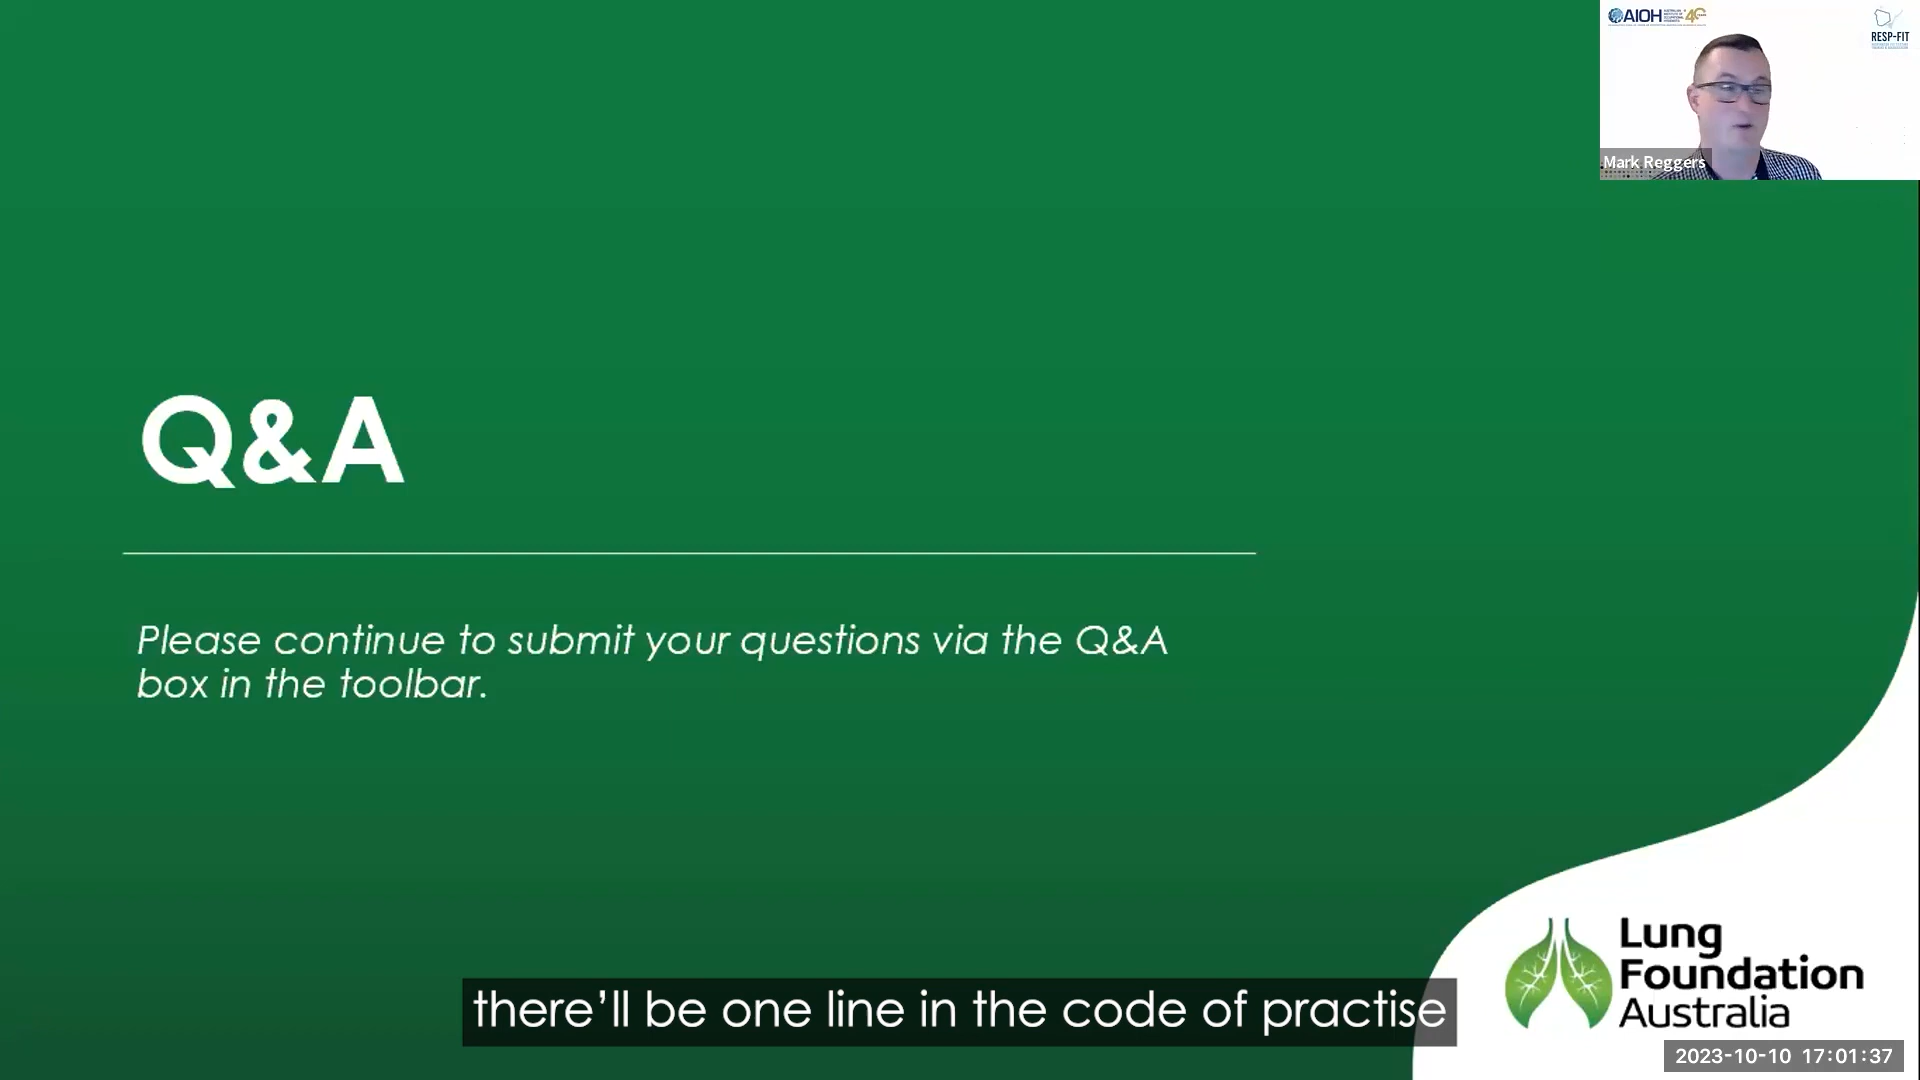 AIOH
40
RESP-FIT
Mark Reggers
Q&A
Please continue to submit your questions via the Q&A
box in the toolbar.
there’ll be one line in the code of practise
Lung
Foundation
Australia
2023-10-10 17:01:37